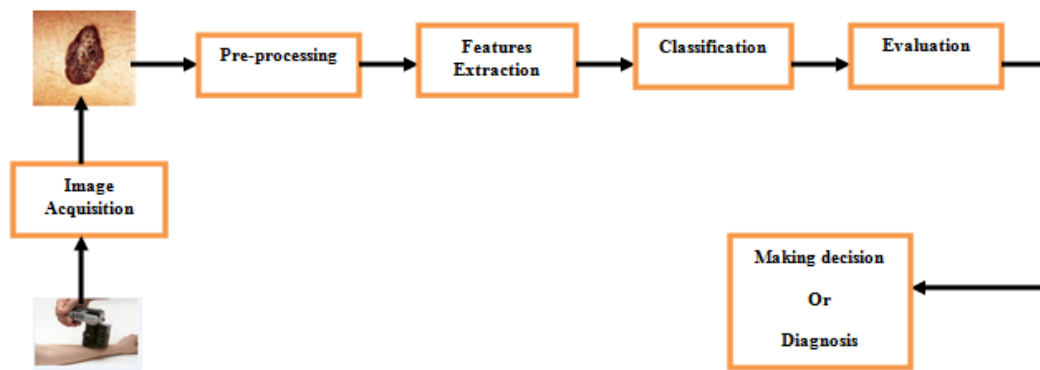 Pre-processing
Features
Extraction
Classification
Evaluation
Image
Acquisition
Making decision
Or
Diagnosis